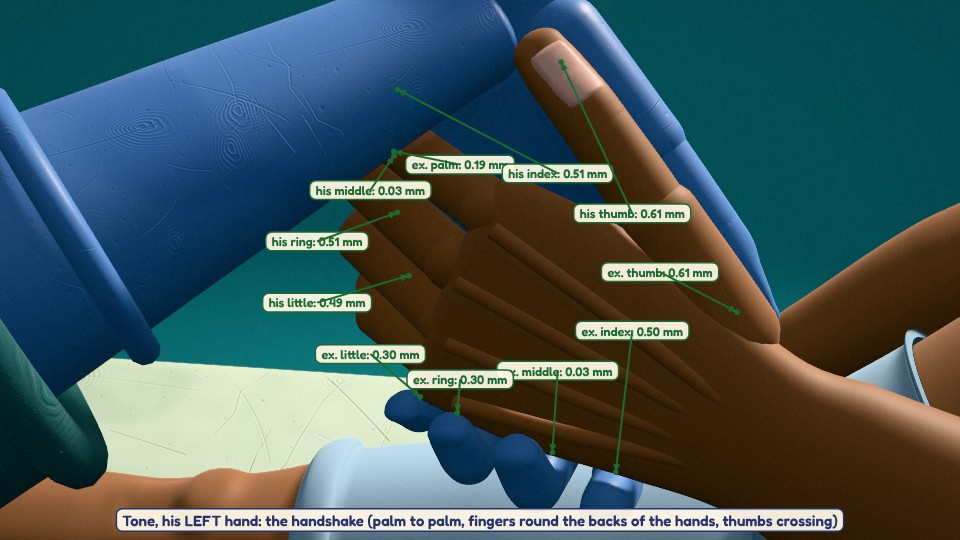 ex. palm: 0.19 mm
his index: 0.51 mm
his middle: 0.03 mm
his thumb: 0.61 mm
his ring: 0.51 mm
ex. thumb: 0.61 mm
his little: 0.49 mm
ex. index: 0.50 mm
ex. little: 0.30 mm
ex. ring: 0.30 mm
x. middle: 0.03 mm
Tone, his LEFT hand: the handshake (palm to palm, fingers round the backs of the hands, thumbs crossing)